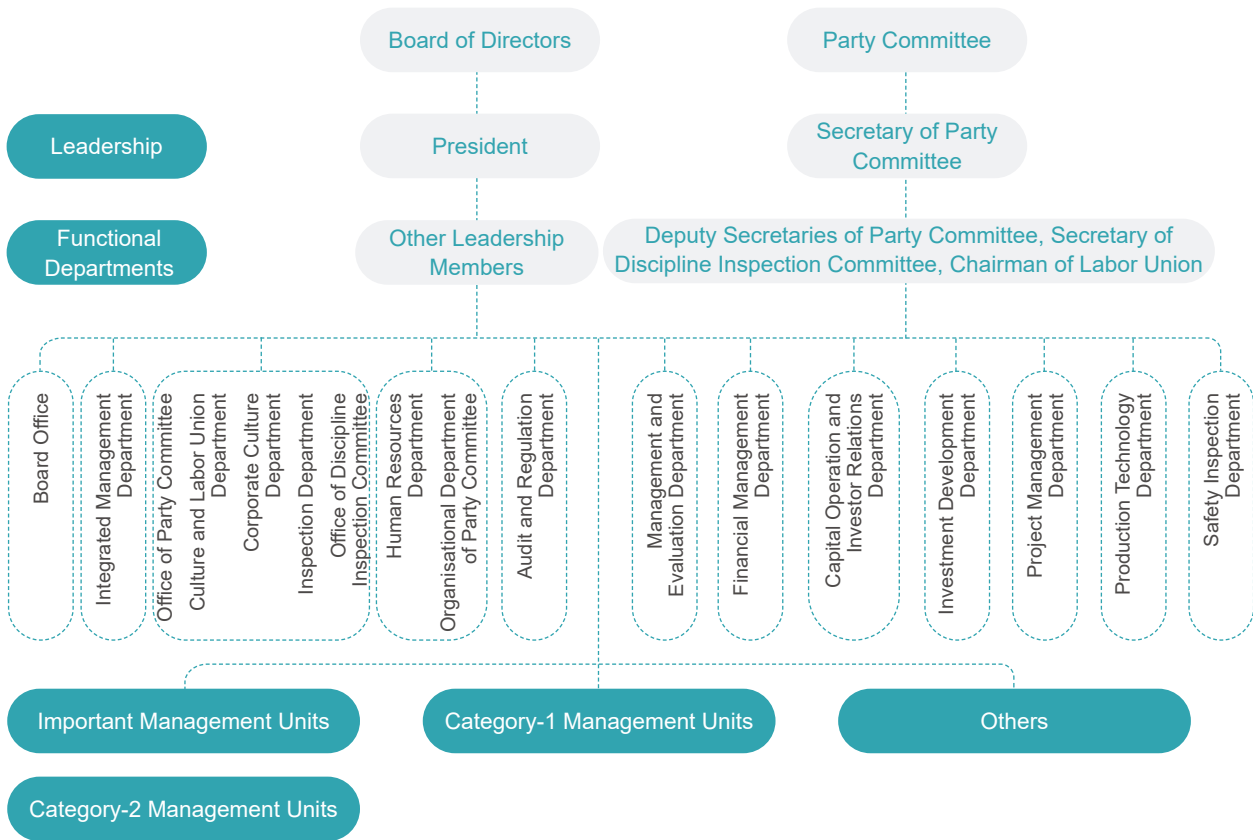 Board of Directors
Party Committee
Leadership
President
Secretary of Party
Committee
Functional
Departments
Other Leadership
Members
Deputy Secretaries of Party Committee, Secretary of
Discipline Inspection Committee, Chairman of Labor Union
Board Office
Integrated Management
Department
Office of Party Committee
Culture and Labor Union
Department
Corporate Culture
Department
Inspection Department
Office of Discipline
Inspection Committee
Human Resources
Department
Organisational Department
of Party Committee
Audit and Regulation
Department
Management and
Evaluation Department
Financial Management
Department
Capital Operation and
Investor Relations
Department
Investment Development
Department
Project Management
Department
Production Technology
Department
Safety Inspection
Department
Important Management Units
Category-1 Management Units
Others
Category-2 Management Units